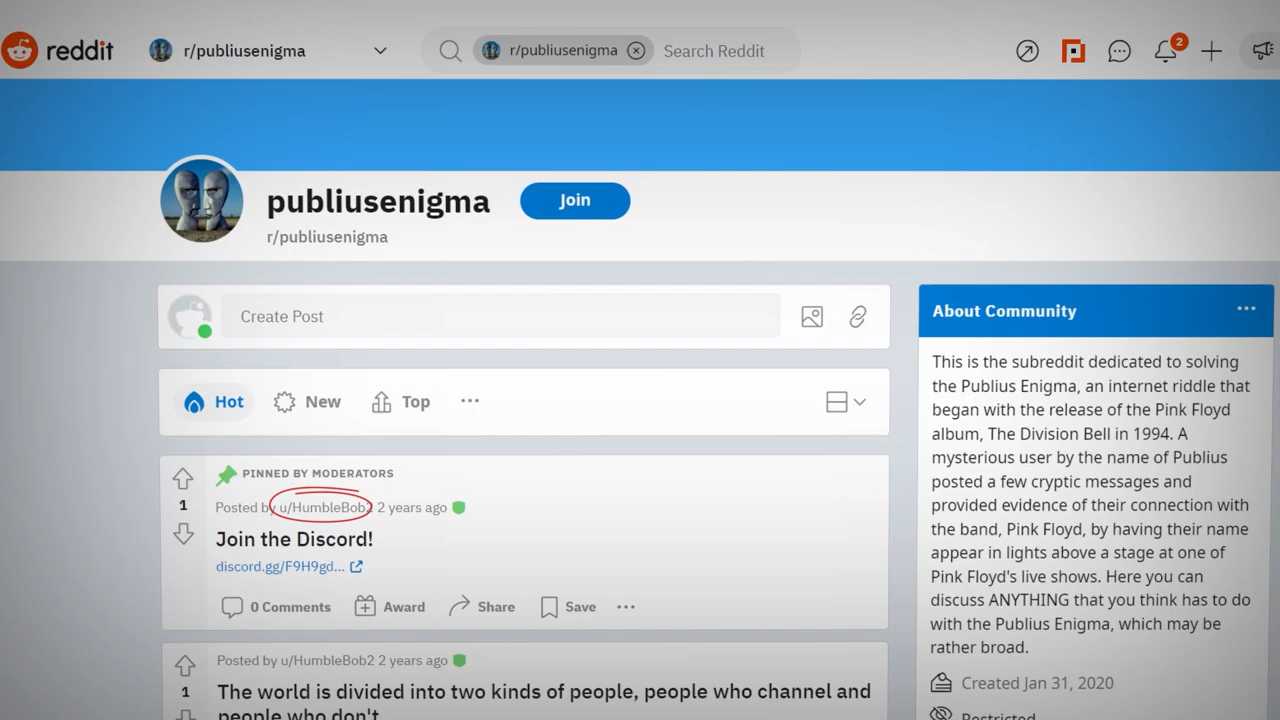 reddit r/publiusenigma r/publiusenigma Search Reddit 2
publiusenigma Join
r/publiusenigma
Create Post
Hot New Top
PINNED BY MODERATORS
1 Posted by u/HumbleBob2 2 years ago
Join the Discord!
discord.gg/F9H9gd...
0 Comments Award Share Save
Posted by u/HumbleBob2 2 years ago
1 The world is divided into two kinds of people, people who channel and
people who don't
About Community
This is the subreddit dedicated to solving
the Publius Enigma, an internet riddle that
began with the release of the Pink Floyd
album, The Division Bell in 1994. A
mysterious user by the name of Publius
posted a few cryptic messages and
provided evidence of their connection with
the band, Pink Floyd, by having their name
appear in lights above a stage at one of
Pink Floyd's live shows. Here you can
discuss ANYTHING that you think has to do
with the Publius Enigma, which may be
rather broad.
Created Jan 31, 2020
Restricted